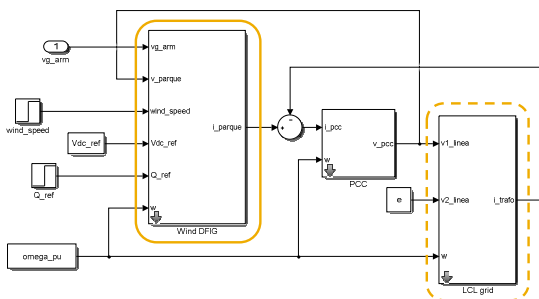 1
vg_arm
vg_arm
v_parque
wind_speed
wind_speed
Vdc_ref
Vdc_ref
Q_ref
Q_ref
w
i_parque
Wind DFIG
+
-
i_pcc
w
v_pcc
PCC
v1_linea
e
v2_linea
i_trafo
w
LCL grid
omega_pu